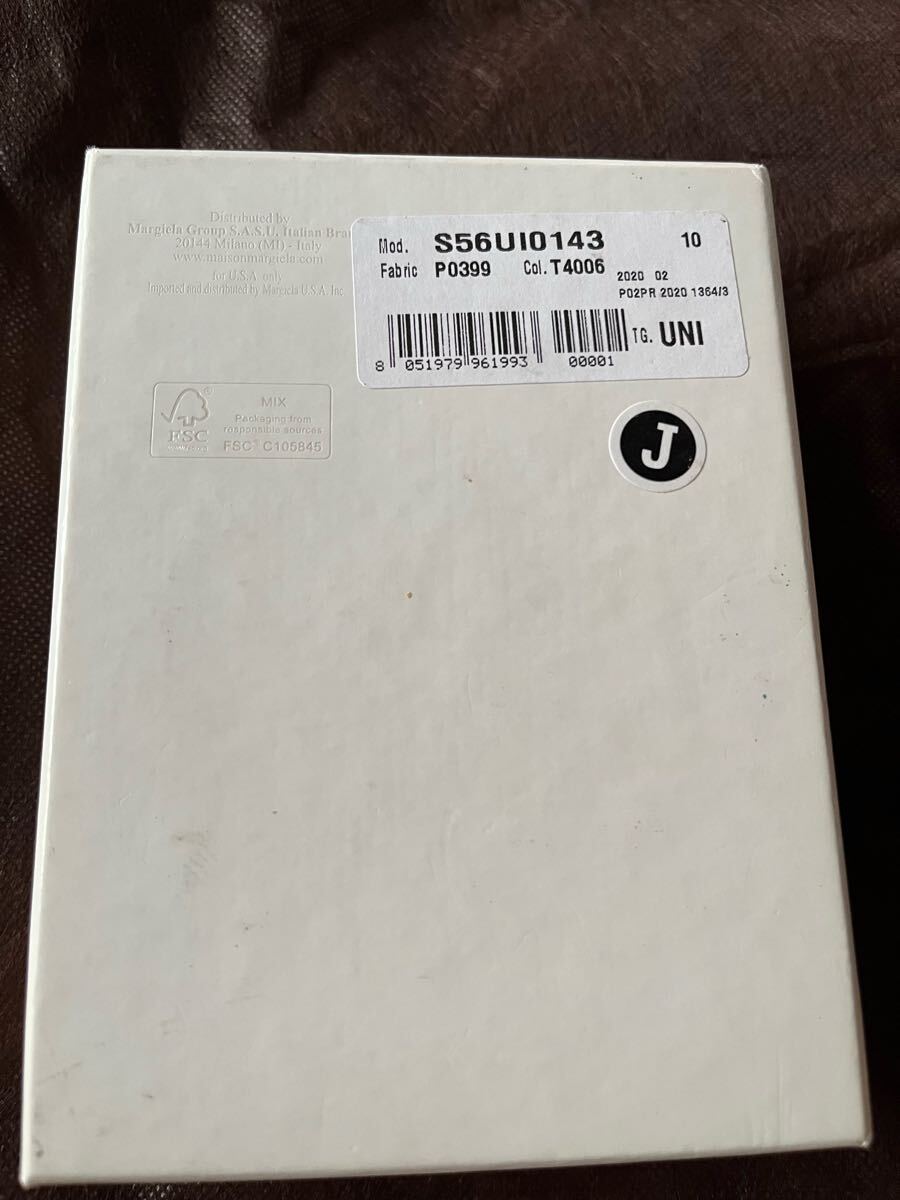 Distributed by
Margiela Group S.A.S.U. Italian Bra
20144 Milano (MI) - Italy
www.maisonmargiela.com
for U.S.A. only
Imported and distributed by Margiela U.S.A. Inc
Mod. S56UI0143 10
Fabric P0399 Col. T4006
2020 02
P02PR 2020 1364/3
8 051979 961993 00001
TG. UNI
J
MIX
Packaging from
responsible sources
FSC® C105845
FSC®